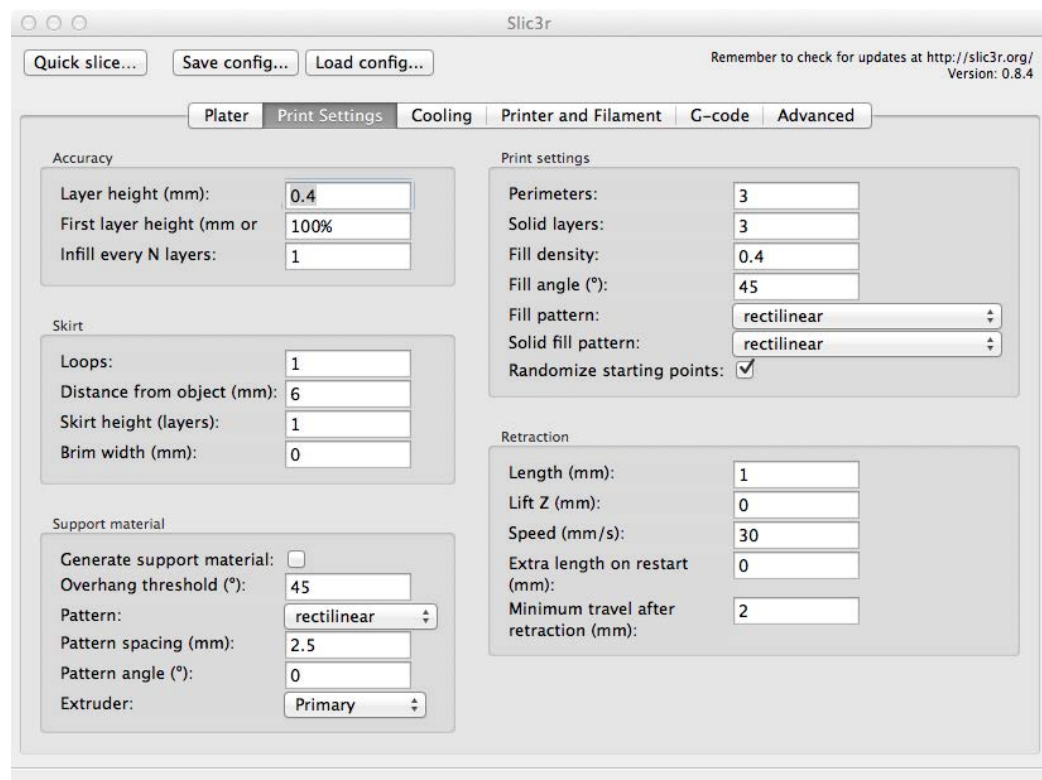 Slic3r
Quick slice...
Save config...
Load config...
Remember to check for updates at http://slic3r.org/
Version: 0.8.4
Plater
Print Settings
Cooling
Printer and Filament
G-code
Advanced
Accuracy
Layer height (mm): 0.4
First layer height (mm or 100%
Infill every N layers: 1
Skirt
Loops: 1
Distance from object (mm): 6
Skirt height (layers): 1
Brim width (mm): 0
Support material
Generate support material:
Overhang threshold (°): 45
Pattern: rectilinear
Pattern spacing (mm): 2.5
Pattern angle (°): 0
Extruder: Primary
Print settings
Perimeters: 3
Solid layers: 3
Fill density: 0.4
Fill angle (°): 45
Fill pattern: rectilinear
Solid fill pattern: rectilinear
Randomize starting points:
Retraction
Length (mm): 1
Lift Z (mm): 0
Speed (mm/s): 30
Extra length on restart 0
(mm):
Minimum travel after 2
retraction (mm):